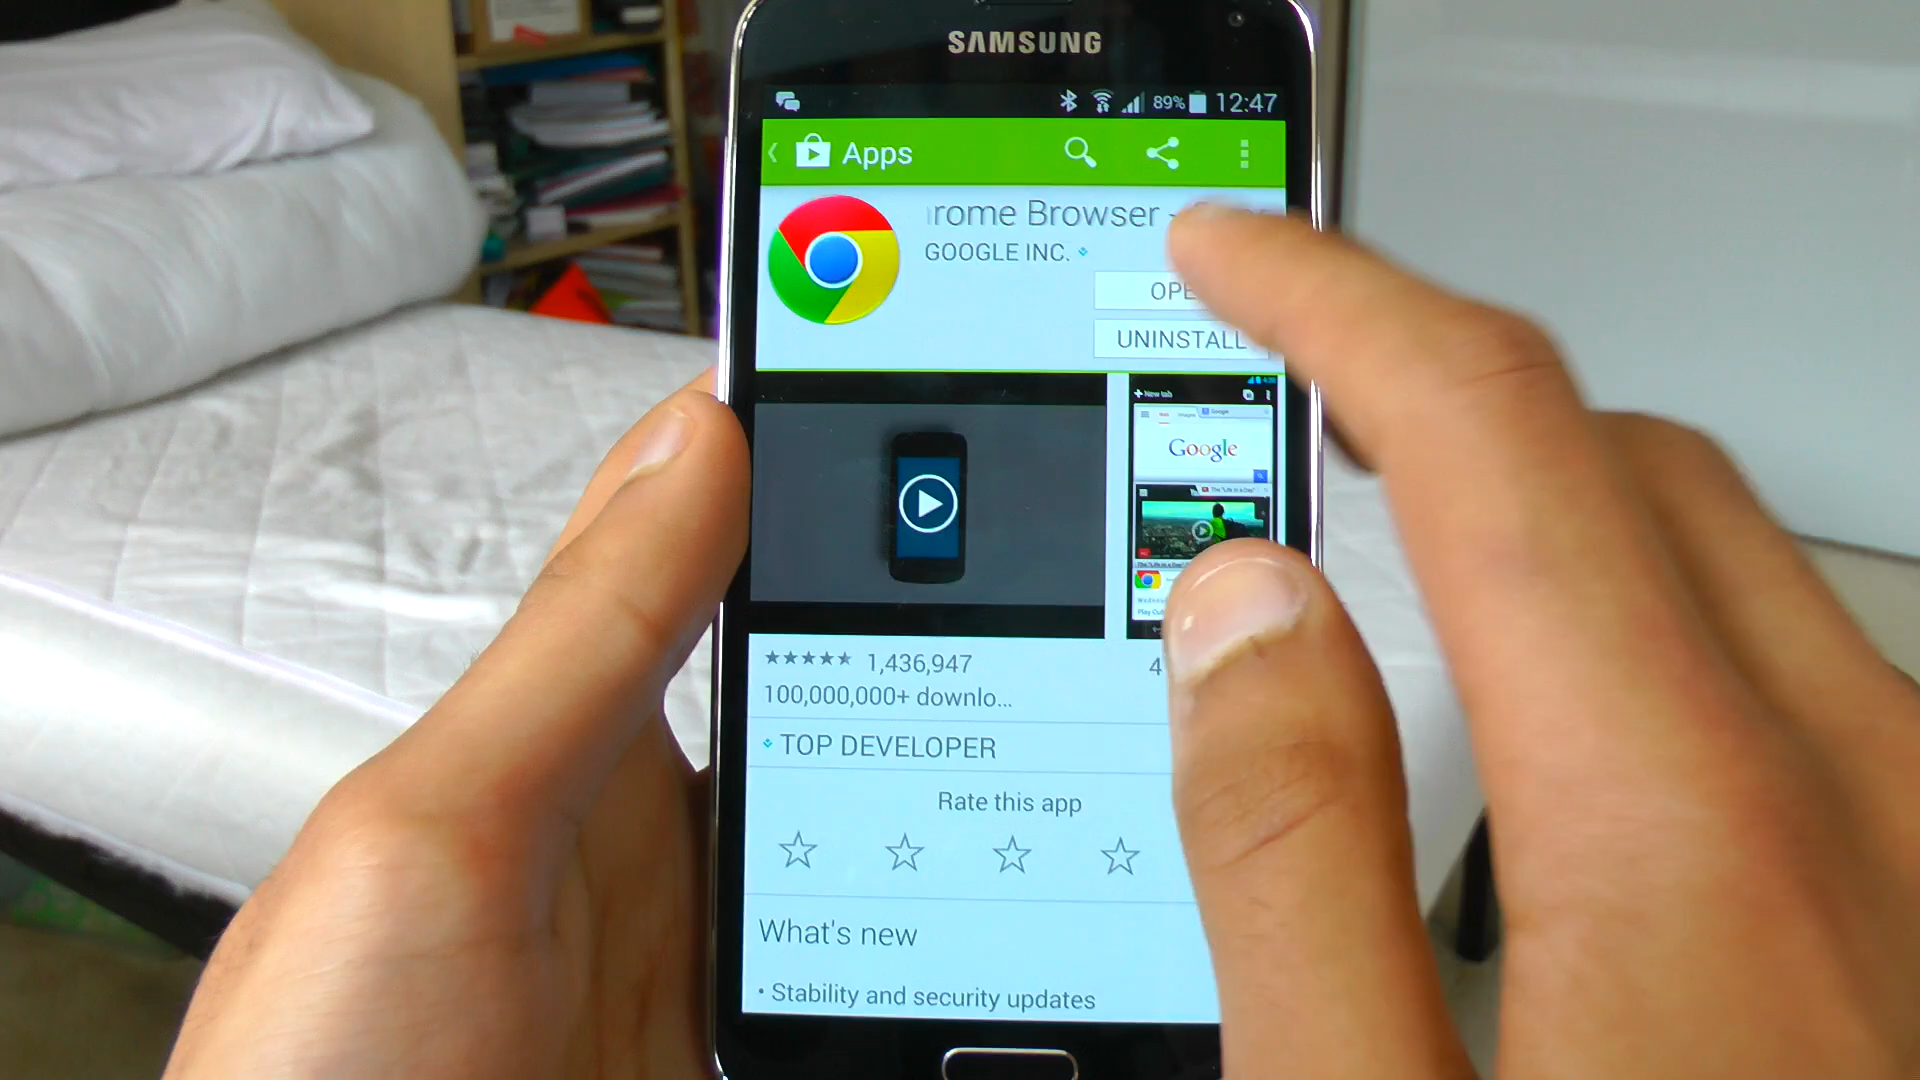 SAMSUNG
89% 12:47
Apps
rome Browser -
GOOGLE INC.
OPE
UNINSTALL
New tab
Google
1,436,947
4
100,000,000+ downlo...
TOP DEVELOPER
Rate this app
What's new
• Stability and security updates